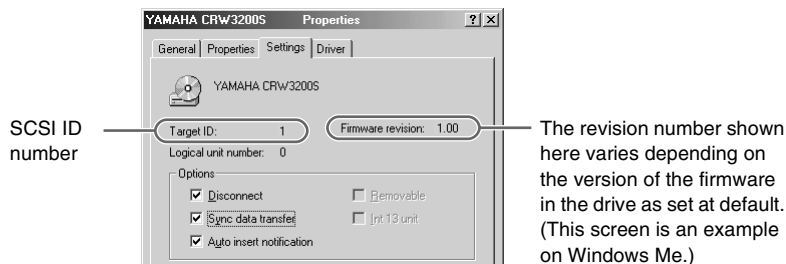 YAMAHA CRW3200S Properties
General Properties Settings Driver
YAMAHA CRW3200S
SCSI ID
number
Target ID: 1
Firmware revision: 1.00
Logical unit number: 0
Options
Disconnect
Removable
Sync data transfer
Int 13 unit
Auto insert notification
The revision number shown
here varies depending on
the version of the firmware
in the drive as set at default.
(This screen is an example
on Windows Me.)